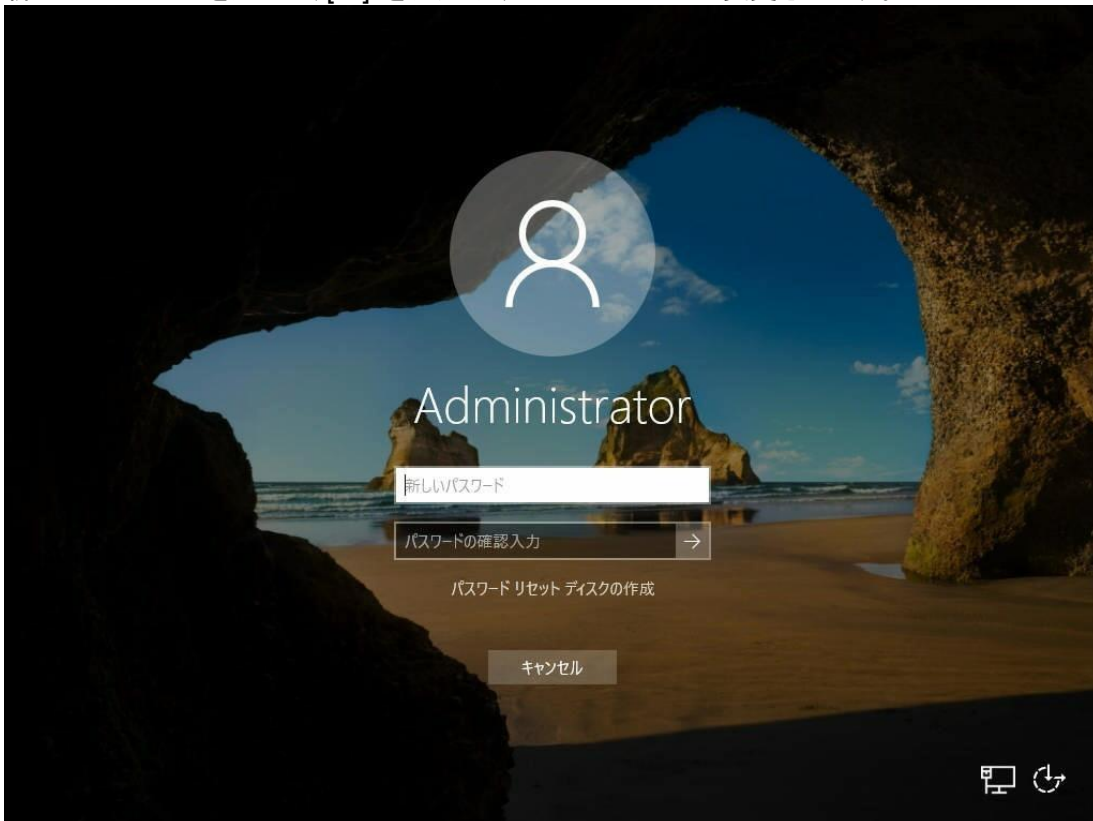 Administrator
新しいパスワード
パスワードの確認入力
パスワード リセット ディスクの作成
キャンセル